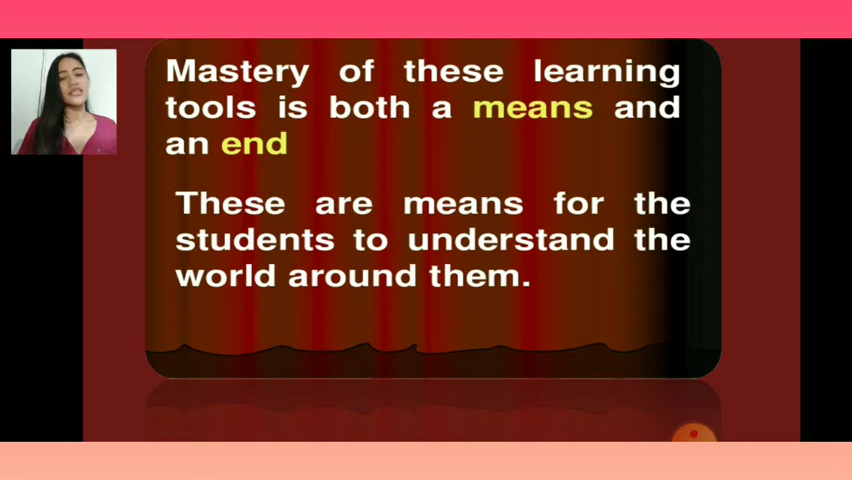 Mastery of these learning
tools is both a means and
an end
These are means for the
students to understand the
world around them.